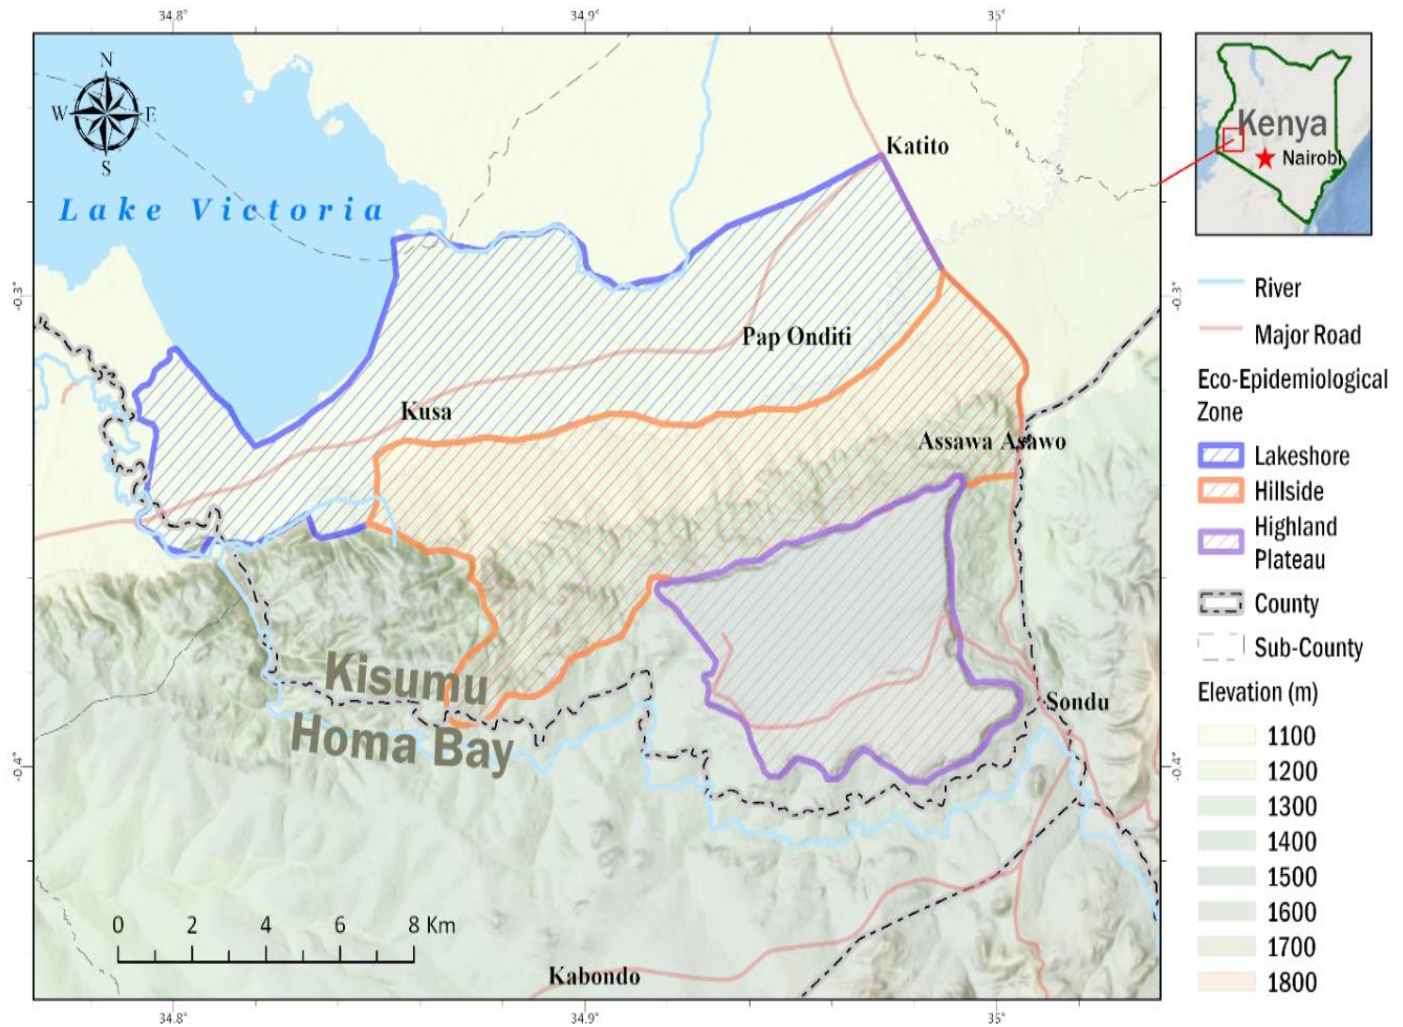 34.8° 34.9° 35°
N
W E
S
Lake Victoria
Katito
Kenya
Nairobi
-0.3° -0.3°
Pap Onditi
Kusa
Assawa Asawo
Kisumu
Homa Bay
Sondu
-0.4° -0.4°
0 2 4 6 8 Km
Kabondo
34.8° 34.9° 35°
River
Major Road
Eco-Epidemiological
Zone
Lakeshore
Hillside
Highland
Plateau
County
Sub-County
Elevation (m)
1100
1200
1300
1400
1500
1600
1700
1800